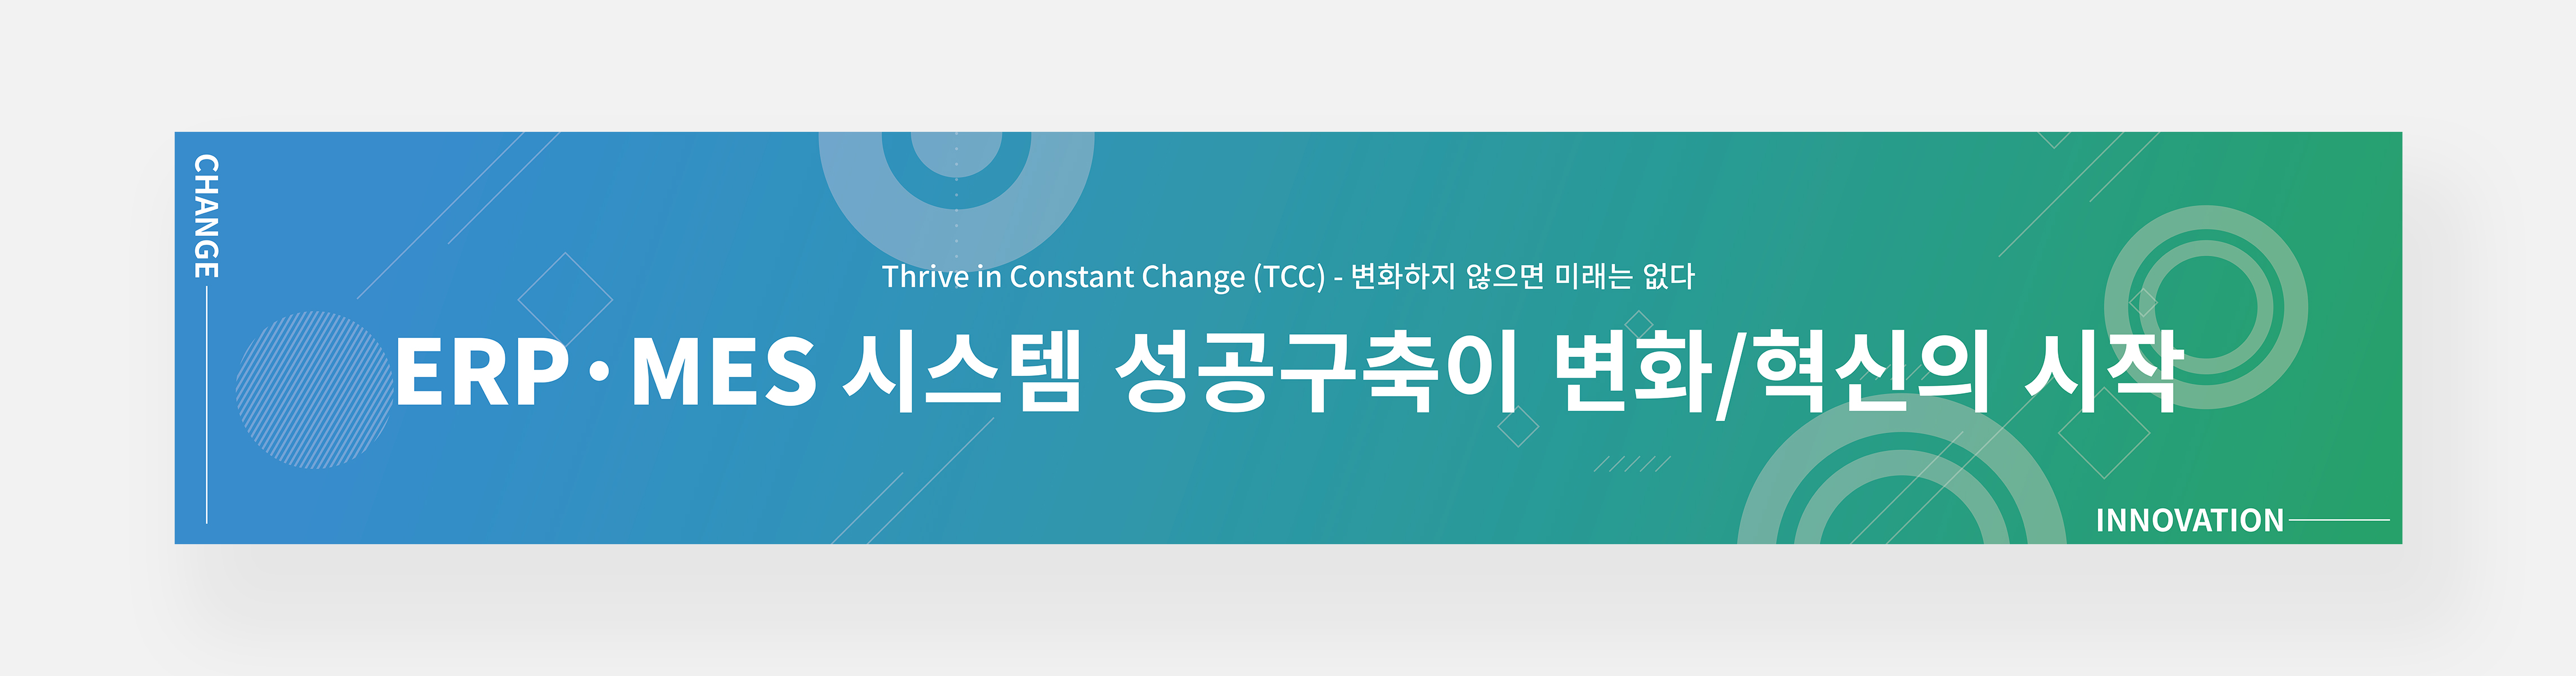 CHANGE
Thrive in Constant Change (TCC) - 변화하지 않으면 미래는 없다
ERP·MES 시스템 성공구축이 변화/혁신의 시작
INNOVATION